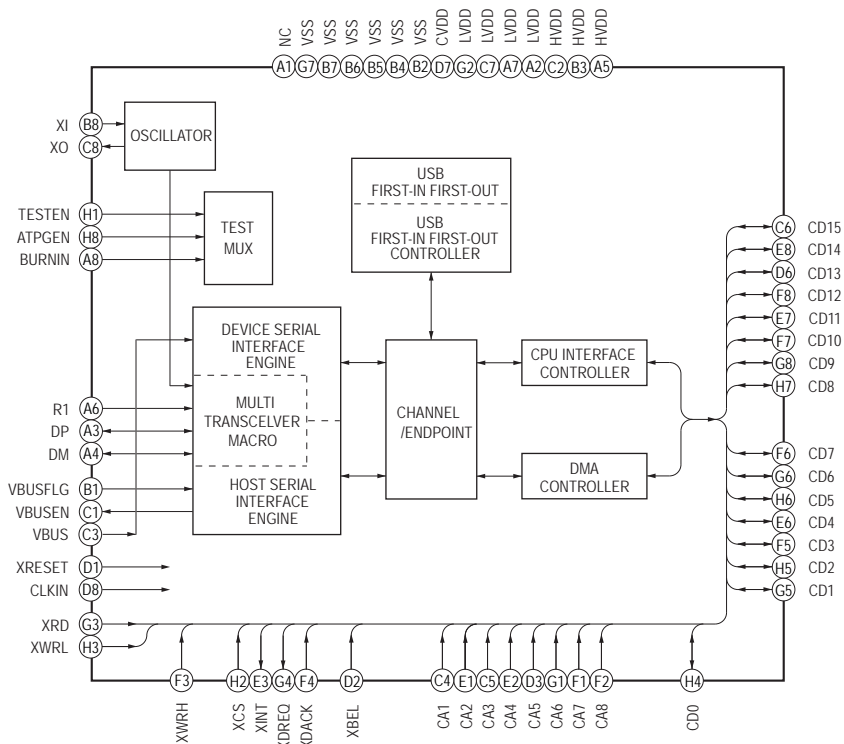 NC
VSS
VSS
VSS
VSS
VSS
VSS
CVDD
LVDD
LVDD
LVDD
LVDD
HVDD
HVDD
HVDD
A1 G7 B7 B6 B5 B4 B2 D7 G2 C7 A7 A2 C2 B3 A5
XI B8
XO C8
OSCILLATOR
TESTEN H1
ATPGEN H8
BURNIN A8
TEST
MUX
USB
FIRST-IN FIRST-OUT
USB
FIRST-IN FIRST-OUT
CONTROLLER
DEVICE SERIAL
INTERFACE
ENGINE
MULTI
TRANSCELVER
MACRO
HOST SERIAL
INTERFACE
ENGINE
CHANNEL
/ENDPOINT
CPU INTERFACE
CONTROLLER
DMA
CONTROLLER
R1 A6
DP A3
DM A4
VBUSFLG B1
VBUSEN C1
VBUS C3
XRESET D1
CLKIN D8
XRD G3
XWRL H3
C6 CD15
E8 CD14
D6 CD13
F8 CD12
E7 CD11
F7 CD10
G8 CD9
H7 CD8
F6 CD7
G6 CD6
H6 CD5
E6 CD4
F5 CD3
H5 CD2
G5 CD1
F3 H2 E3 G4 F4 D2 C4 E1 C5 E2 D3 G1 F1 F2 H4
XWRH
XCS
XINT
XDREQ
XDACK
XBEL
CA1
CA2
CA3
CA4
CA5
CA6
CA7
CA8
CD0